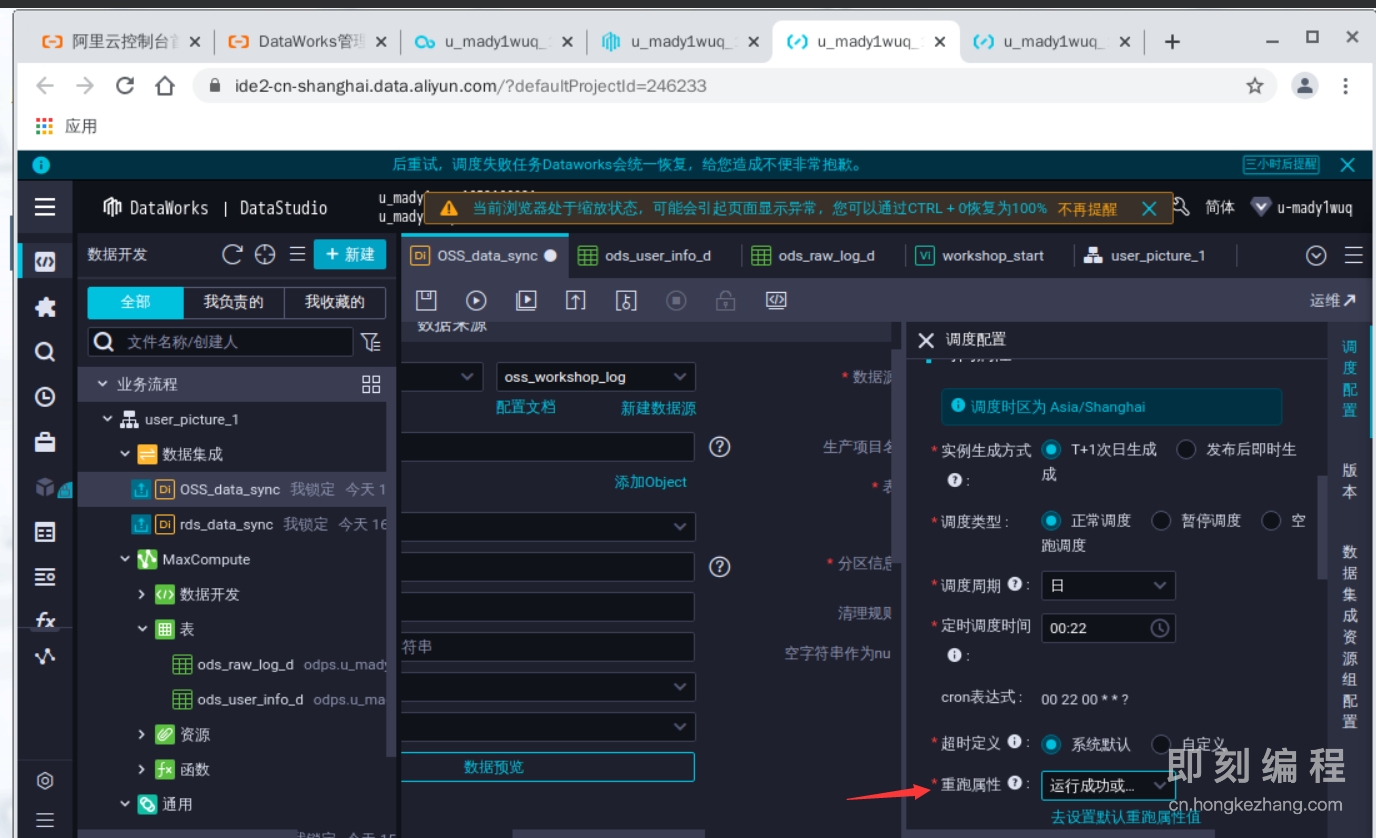 阿里云控制台首
DataWorks管理
u_mady1wuq_
u_mady1wuq_
u_mady1wuq_
u_mady1wuq_
ide2-cn-shanghai.data.aliyun.com/?defaultProjectId=246233
应用
后重试，调度失败任务Dataworks会统一恢复，给您造成不便非常抱歉。
三小时后提醒
DataWorks | DataStudio
u_mady1
u_mady1
当前浏览器处于缩放状态，可能会引起页面显示异常，您可以通过CTRL + 0恢复为100%
不再提醒
简体
u-mady1wuq
数据开发
+ 新建
Di OSS_data_sync
ods_user_info_d
ods_raw_log_d
VI workshop_start
user_picture_1
全部
我负责的
我收藏的
运维
文件名称/创建人
数据来源
调度配置
业务流程
oss_workshop_log
* 数据源
配置文档
新建数据源
调度时区为 Asia/Shanghai
user_picture_1
数据集成
生产项目名
* 实例生成方式
T+1次日生成
发布后即时生
成
添加Object
* 表
Di OSS_data_sync 我锁定 今天 1
Di rds_data_sync 我锁定 今天 16
* 调度类型：
正常调度
暂停调度
空
跑调度
MaxCompute
* 分区信息
* 调度周期
日
数据开发
清理规则
* 定时调度时间
00:22
表
符串
空字符串作为nu
ods_raw_log_d odps.u_mady
ods_user_info_d odps.u_ma
cron表达式：
00 22 00 * * ?
资源
* 超时定义
系统默认
自定义
函数
数据预览
* 重跑属性
运行成功或...
去设置默认重跑属性值
通用
调度配置
版本
数据集成资源组配置
即刻编程
cn.hongkezhang.com